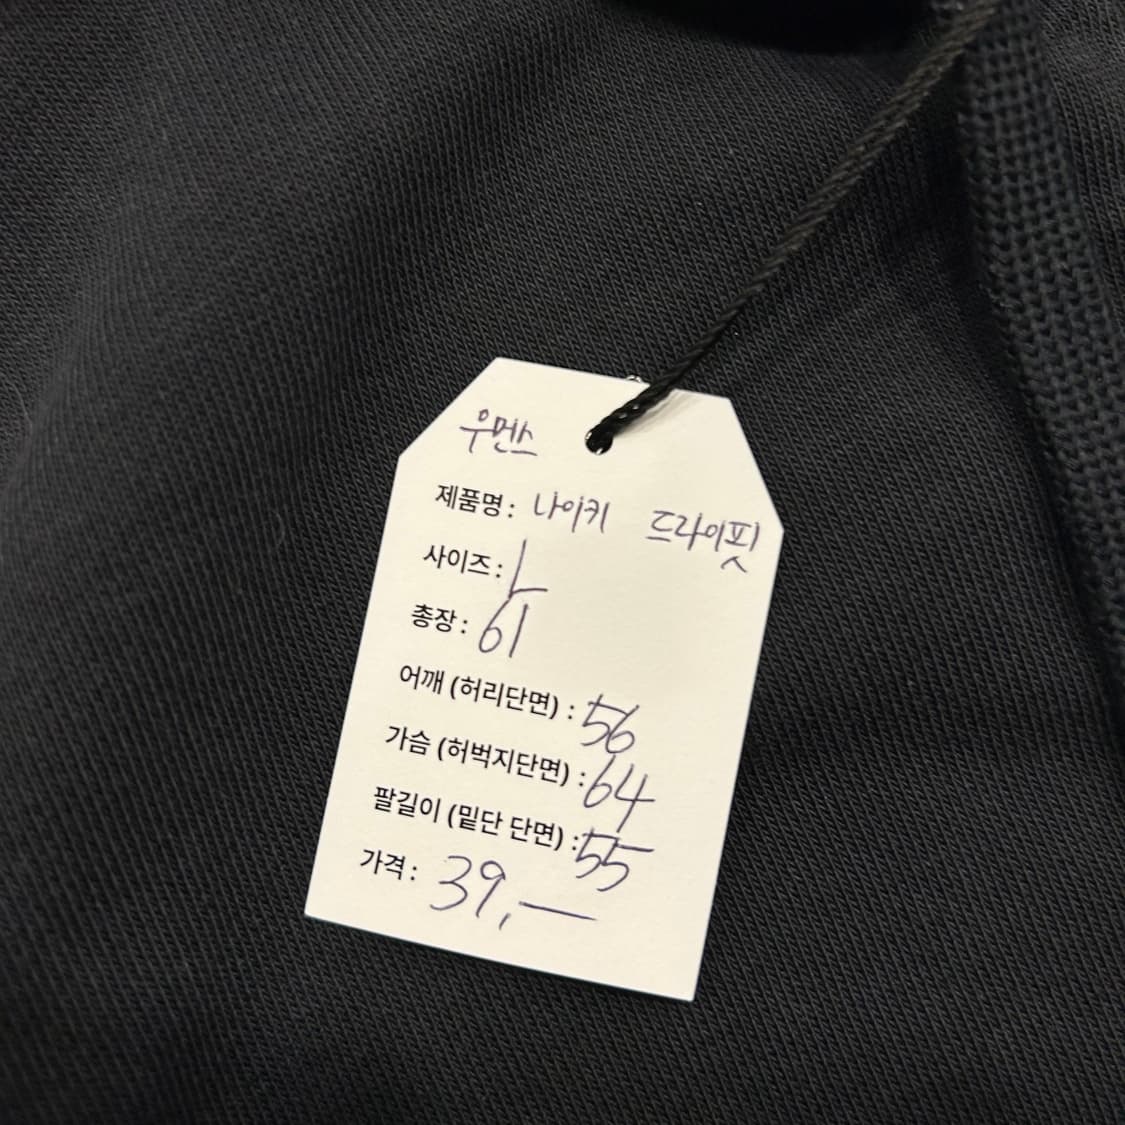 우멘스
제품명 : 나이키 드라이핏
사이즈 : L
총장 : 61
어깨 (허리단면) : 56
가슴 (허벅지단면) : 64
팔길이 (밑단 단면) : 55
가격 : 39,—